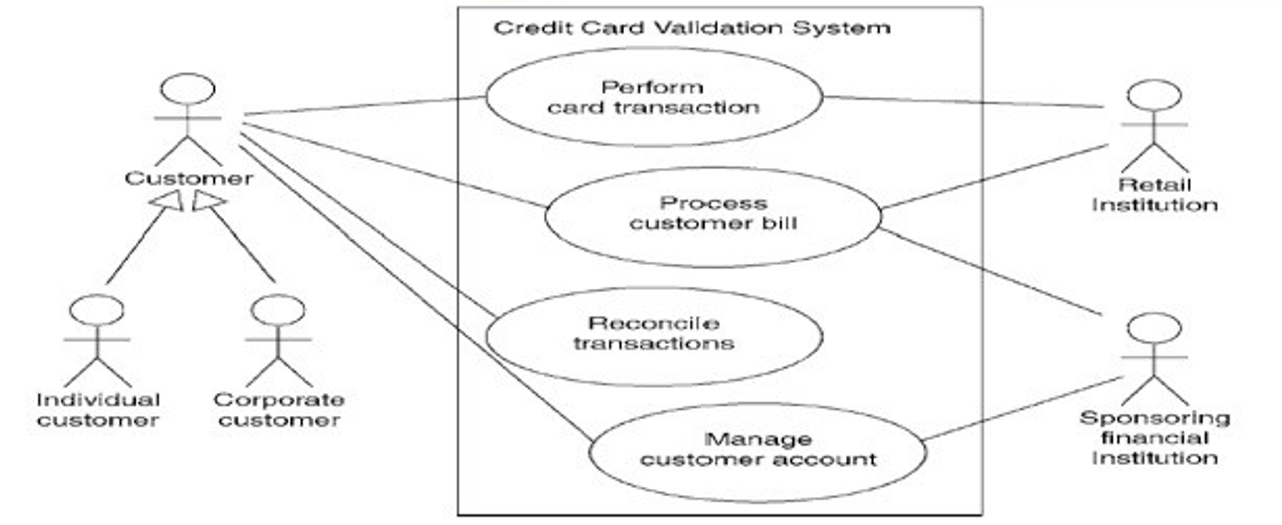 Credit Card Validation System
Perform
card transaction
Customer
Process
customer bill
Retail
Institution
Reconcile
transactions
Individual
customer
Corporate
customer
Manage
customer account
Sponsoring
financial
Institution